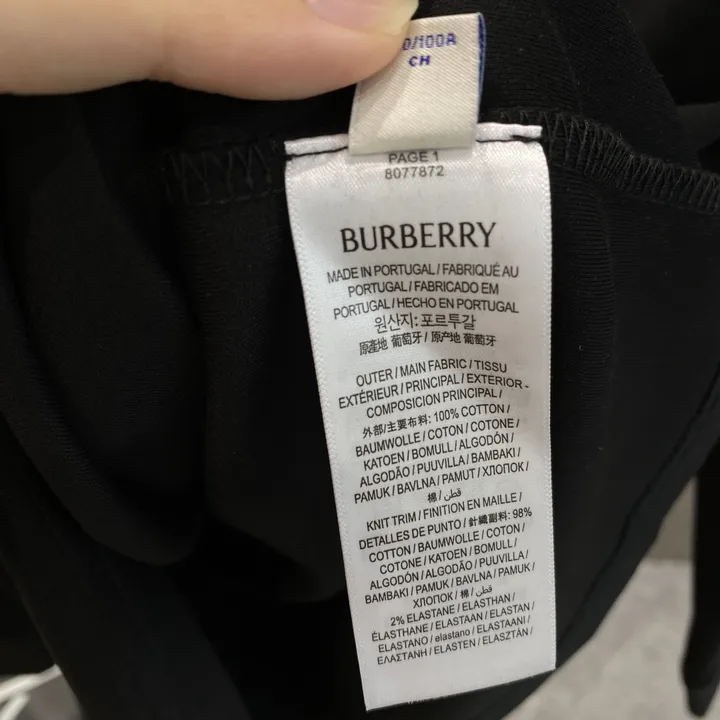 0/100A
CH
PAGE 1
8077872
BURBERRY
MADE IN PORTUGAL / FABRIQUÉ AU
PORTUGAL / FABRICADO EM
PORTUGAL / HECHO EN PORTUGAL
원산지: 포르투갈
原產地 葡萄牙 / 原产地 葡萄牙
OUTER / MAIN FABRIC / TISSU
EXTÉRIEUR / PRINCIPAL / EXTERIOR -
COMPOSICION PRINCIPAL /
外部/主要布料: 100% COTTON /
BAUMWOLLE / COTON / COTONE /
KATOEN / BOMULL / ALGODÓN /
ALGODÃO / PUUVILLA / BAMBAKI /
PAMUK / BAVLNA / PAMUT / ХЛОПОК /
棉 / قطن /
KNIT TRIM / FINITION EN MAILLE /
DETALLES DE PUNTO / 針織副料: 98%
COTTON / BAUMWOLLE / COTON /
COTONE / KATOEN / BOMULL /
ALGODÓN / ALGODÃO / PUUVILLA /
BAMBAKI / PAMUK / BAVLNA / PAMUK /
ХЛОПОК / 棉 / قطن /
2% ELASTANE / ELASTHAN /
ÉLASTHANE / ELASTAAN / ELASTAN /
ELASTANO / elastano / ELASTAANI /
ΕΛΑΣΤΑΝΗ / ELASTEN / ELASZTÁN /